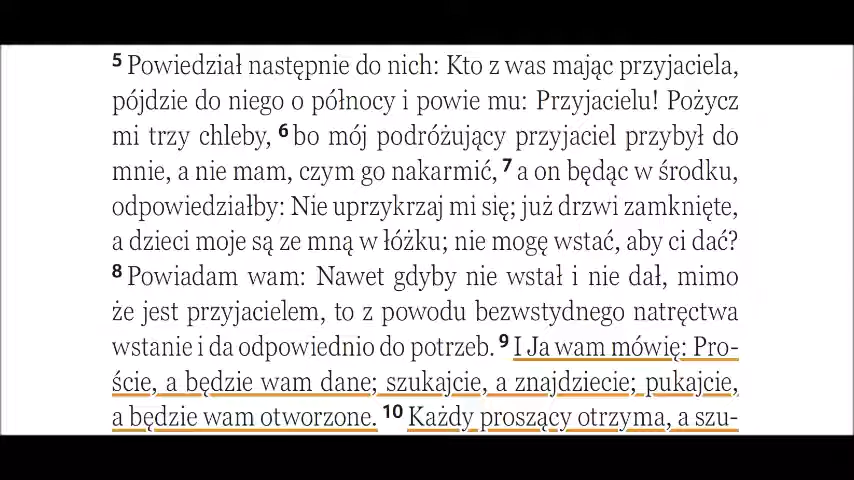 5 Powiedział następnie do nich: Kto z was mając przyjaciela,
pójdzie do niego o północy i powie mu: Przyjacielu! Pożycz
mi trzy chleby, 6 bo mój podróżujący przyjaciel przybył do
mnie, a nie mam, czym go nakarmić, 7 a on będąc w środku,
odpowiedziałby: Nie uprzykrzaj mi się; już drzwi zamknięte,
a dzieci moje są ze mną w łóżku; nie mogę wstać, aby ci dać?
8 Powiadam wam: Nawet gdyby nie wstał i nie dał, mimo
że jest przyjacielem, to z powodu bezwstydnego natręctwa
wstanie i da odpowiednio do potrzeb. 9 I Ja wam mówię: Pro-
ście, a będzie wam dane; szukajcie, a znajdziecie; pukajcie,
a będzie wam otworzone. 10 Każdy proszący otrzyma, a szu-